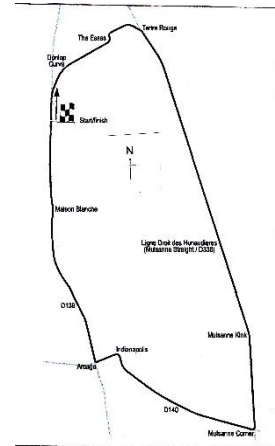 Tertre Rouge
The Esses
Dunlop
Curve
Start/finish
N
Maison Blanche
Ligne Droit des Hunaudieres
(Mulsanne Straight / D338)
Mulsanne Kink
D139
Indianapolis
Arnage
D140
Mulsanne Corner